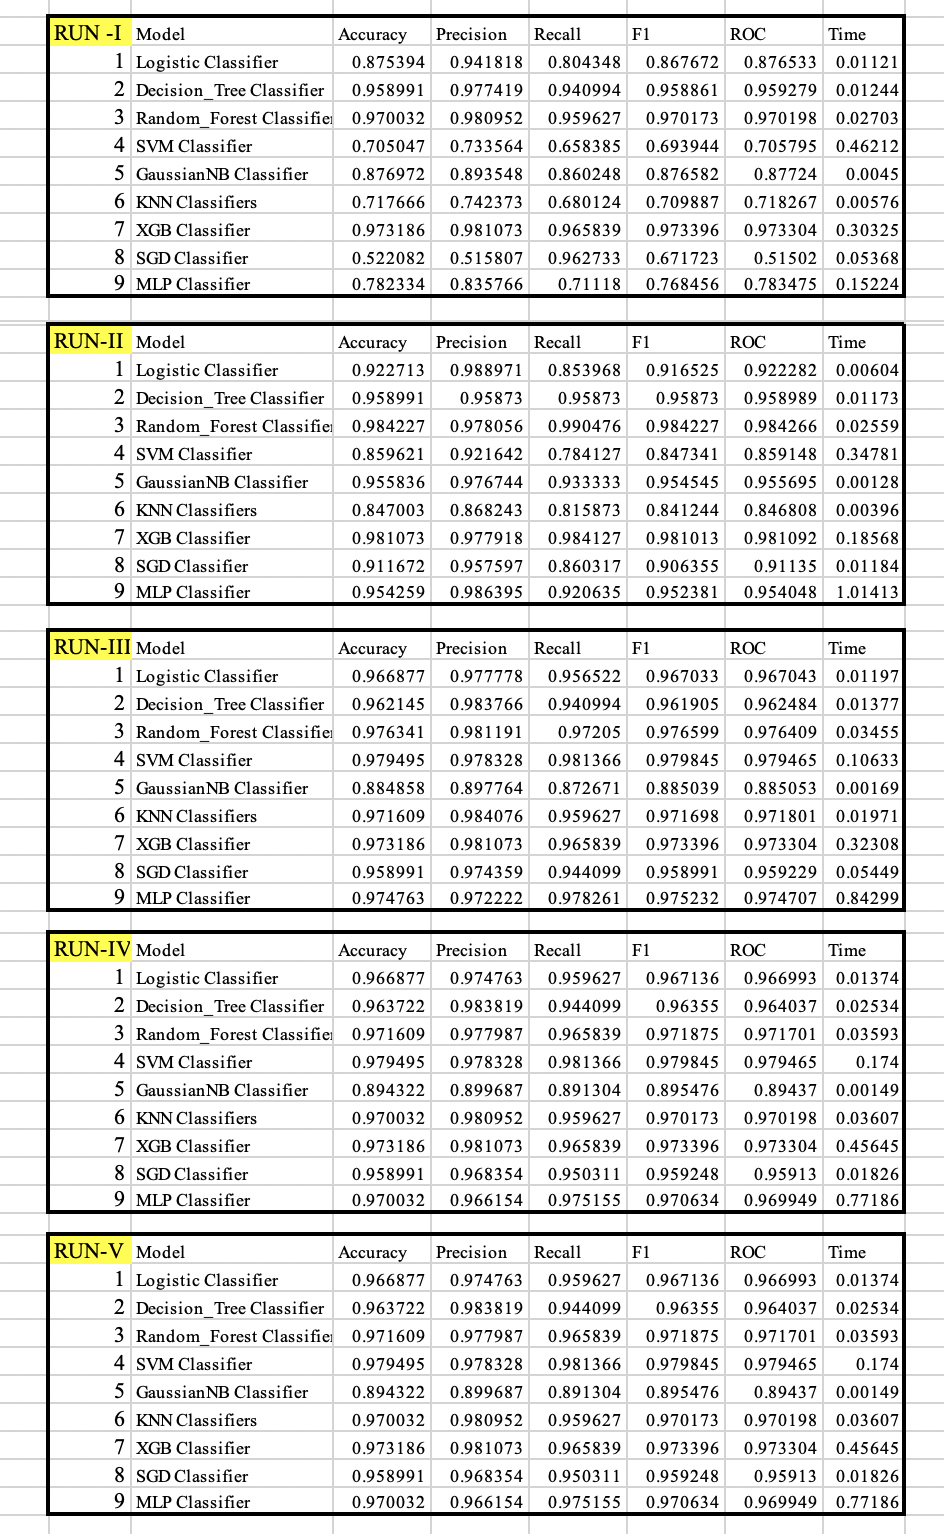 RUN -I Model Accuracy Precision Recall F1 ROC Time
1 Logistic Classifier 0.875394 0.941818 0.804348 0.867672 0.876533 0.01121
2 Decision_Tree Classifier 0.958991 0.977419 0.940994 0.958861 0.959279 0.01244
3 Random_Forest Classifier 0.970032 0.980952 0.959627 0.970173 0.970198 0.02703
4 SVM Classifier 0.705047 0.733564 0.658385 0.693944 0.705795 0.46212
5 GaussianNB Classifier 0.876972 0.893548 0.860248 0.876582 0.87724 0.0045
6 KNN Classifiers 0.717666 0.742373 0.680124 0.709887 0.718267 0.00576
7 XGB Classifier 0.973186 0.981073 0.965839 0.973396 0.973304 0.30325
8 SGD Classifier 0.522082 0.515807 0.962733 0.671723 0.51502 0.05368
9 MLP Classifier 0.782334 0.835766 0.71118 0.768456 0.783475 0.15224
RUN-II Model Accuracy Precision Recall F1 ROC Time
1 Logistic Classifier 0.922713 0.988971 0.853968 0.916525 0.922282 0.00604
2 Decision_Tree Classifier 0.958991 0.95873 0.95873 0.95873 0.958989 0.01173
3 Random_Forest Classifier 0.984227 0.978056 0.990476 0.984227 0.984266 0.02559
4 SVM Classifier 0.859621 0.921642 0.784127 0.847341 0.859148 0.34781
5 GaussianNB Classifier 0.955836 0.976744 0.933333 0.954545 0.955695 0.00128
6 KNN Classifiers 0.847003 0.868243 0.815873 0.841244 0.846808 0.00396
7 XGB Classifier 0.981073 0.977918 0.984127 0.981013 0.981092 0.18568
8 SGD Classifier 0.911672 0.957597 0.860317 0.906355 0.91135 0.01184
9 MLP Classifier 0.954259 0.986395 0.920635 0.952381 0.954048 1.01413
RUN-III Model Accuracy Precision Recall F1 ROC Time
1 Logistic Classifier 0.966877 0.977778 0.956522 0.967033 0.967043 0.01197
2 Decision_Tree Classifier 0.962145 0.983766 0.940994 0.961905 0.962484 0.01377
3 Random_Forest Classifier 0.976341 0.981191 0.97205 0.976599 0.976409 0.03455
4 SVM Classifier 0.979495 0.978328 0.981366 0.979845 0.979465 0.10633
5 GaussianNB Classifier 0.884858 0.897764 0.872671 0.885039 0.885053 0.00169
6 KNN Classifiers 0.971609 0.984076 0.959627 0.971698 0.971801 0.01971
7 XGB Classifier 0.973186 0.981073 0.965839 0.973396 0.973304 0.32308
8 SGD Classifier 0.958991 0.974359 0.944099 0.958991 0.959229 0.05449
9 MLP Classifier 0.974763 0.972222 0.978261 0.975232 0.974707 0.84299
RUN-IV Model Accuracy Precision Recall F1 ROC Time
1 Logistic Classifier 0.966877 0.974763 0.959627 0.967136 0.966993 0.01374
2 Decision_Tree Classifier 0.963722 0.983819 0.944099 0.96355 0.964037 0.02534
3 Random_Forest Classifier 0.971609 0.977987 0.965839 0.971875 0.971701 0.03593
4 SVM Classifier 0.979495 0.978328 0.981366 0.979845 0.979465 0.174
5 GaussianNB Classifier 0.894322 0.899687 0.891304 0.895476 0.89437 0.00149
6 KNN Classifiers 0.970032 0.980952 0.959627 0.970173 0.970198 0.03607
7 XGB Classifier 0.973186 0.981073 0.965839 0.973396 0.973304 0.45645
8 SGD Classifier 0.958991 0.968354 0.950311 0.959248 0.95913 0.01826
9 MLP Classifier 0.970032 0.966154 0.975155 0.970634 0.969949 0.77186
RUN-V Model Accuracy Precision Recall F1 ROC Time
1 Logistic Classifier 0.966877 0.974763 0.959627 0.967136 0.966993 0.01374
2 Decision_Tree Classifier 0.963722 0.983819 0.944099 0.96355 0.964037 0.02534
3 Random_Forest Classifier 0.971609 0.977987 0.965839 0.971875 0.971701 0.03593
4 SVM Classifier 0.979495 0.978328 0.981366 0.979845 0.979465 0.174
5 GaussianNB Classifier 0.894322 0.899687 0.891304 0.895476 0.89437 0.00149
6 KNN Classifiers 0.970032 0.980952 0.959627 0.970173 0.970198 0.03607
7 XGB Classifier 0.973186 0.981073 0.965839 0.973396 0.973304 0.45645
8 SGD Classifier 0.958991 0.968354 0.950311 0.959248 0.95913 0.01826
9 MLP Classifier 0.970032 0.966154 0.975155 0.970634 0.969949 0.77186